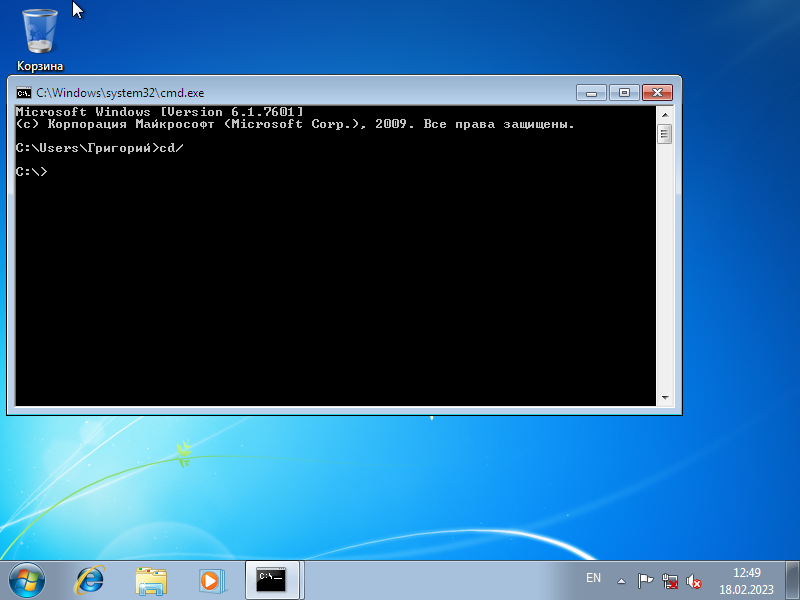 Корзина
C:\Windows\system32\cmd.exe
Microsoft Windows [Version 6.1.7601]
(c) Корпорация Майкрософт (Microsoft Corp.), 2009. Все права защищены.
C:\Users\Григорий>cd/
C:\>
C:\
EN
12:49
18.02.2023